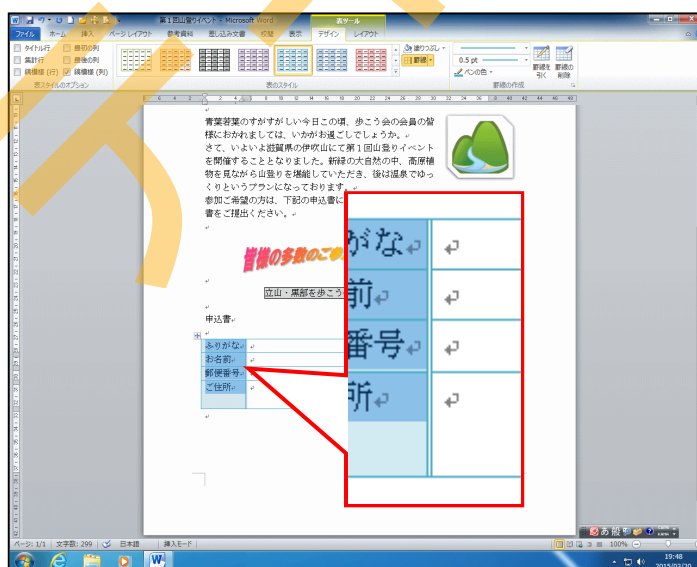 第1回山登りイベント - Microsoft Word
表ツール
ファイル ホーム 挿入 ページレイアウト 参考資料 差し込み文書 校閲 表示 デザイン レイアウト
タイトル行 最初の列
集計行 最後の列
縞模様 (行) 縞模様 (列)
表スタイルのオプション
表のスタイル
塗りつぶし
罫線
0.5 pt
ペンの色
罫線を引く
罫線の削除
罫線の作成
青葉若葉のすがすがしい今日この頃、歩こう会の会員の皆
様におかれましては、いかがお過ごしでしょうか。
さて、いよいよ滋賀県の伊吹山にて第1回山登りイベント
を開催することとなりました。新緑の大自然の中、高原植
物を見ながら山登りを堪能していただき、後は温泉でゆっ
くりというプランになっております。
参加ご希望の方は、下記の申込書に
書をご提出ください。
皆様の多数のご参
立山・黒部を歩こう
申込書
ふりがな
お名前
郵便番号
ご住所
がな
前
番号
所
ページ: 1/1 文字数: 299 日本語 挿入モード
100%
あ 般
19:48
2015/02/20